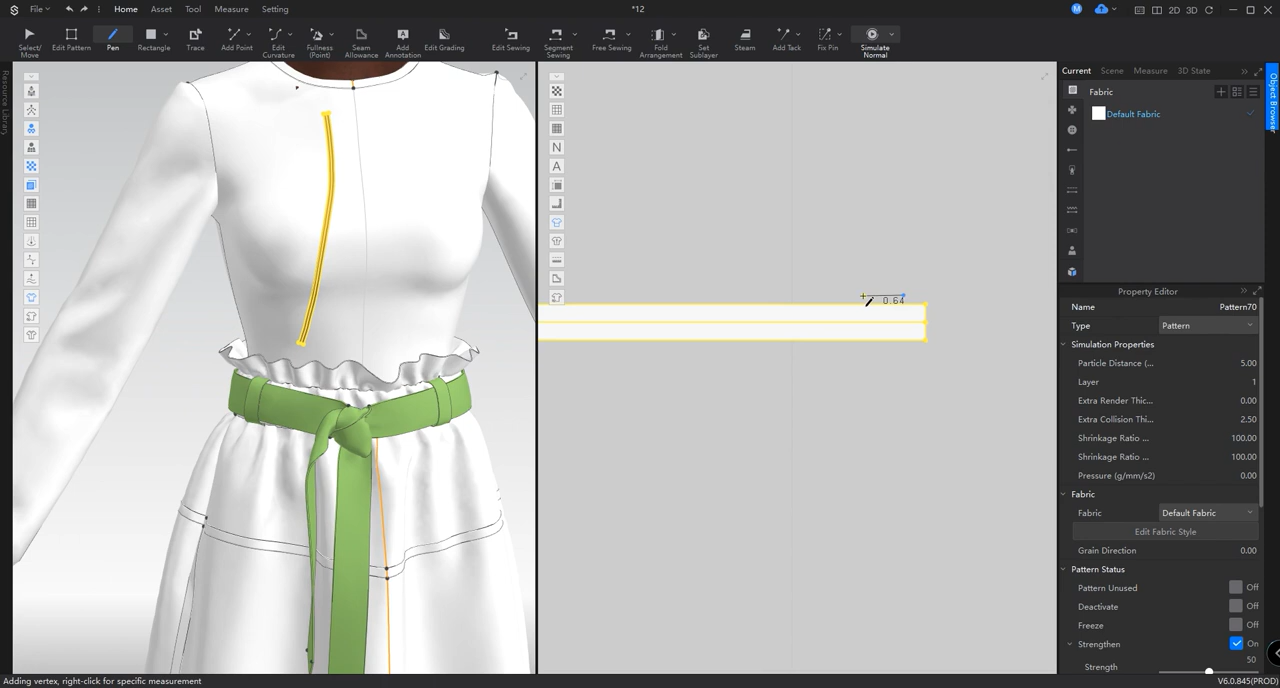 File
Home
Asset
Tool
Measure
Setting
*12
M
2D
3D
Select/
Move
Edit Pattern
Pen
Rectangle
Trace
Add Point
Edit
Curvature
Fullness
(Point)
Seam
Allowance
Add
Annotation
Edit Grading
Edit Sewing
Segment
Sewing
Free Sewing
Fold
Arrangement
Set
Sublayer
Steam
Add Tack
Fix Pin
Simulate
Normal
Resource Library
N
A
0.64
Current
Scene
Measure
3D State
Fabric
Default Fabric
Object Browser
Property Editor
Name
Pattern70
Type
Pattern
Simulation Properties
Particle Distance (...
5.00
Layer
1
Extra Render Thic...
0.00
Extra Collision Thi...
2.50
Shrinkage Ratio ...
100.00
Shrinkage Ratio ...
100.00
Pressure (g/mm/s2)
0.00
Fabric
Fabric
Default Fabric
Edit Fabric Style
Grain Direction
0.00
Pattern Status
Pattern Unused
Off
Deactivate
Off
Freeze
Off
Strengthen
On
50
Strength
Adding vertex, right-click for specific measurement
V6.0.845(PROD)